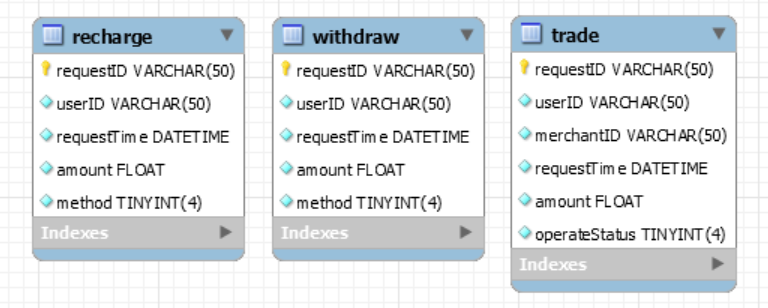 recharge
requestID VARCHAR(50)
userID VARCHAR(50)
requestTime DATETIME
amount FLOAT
method TINYINT(4)
Indexes
withdraw
requestID VARCHAR(50)
userID VARCHAR(50)
requestTime DATETIME
amount FLOAT
method TINYINT(4)
Indexes
trade
requestID VARCHAR(50)
userID VARCHAR(50)
merchantID VARCHAR(50)
requestTime DATETIME
amount FLOAT
operateStatus TINYINT(4)
Indexes